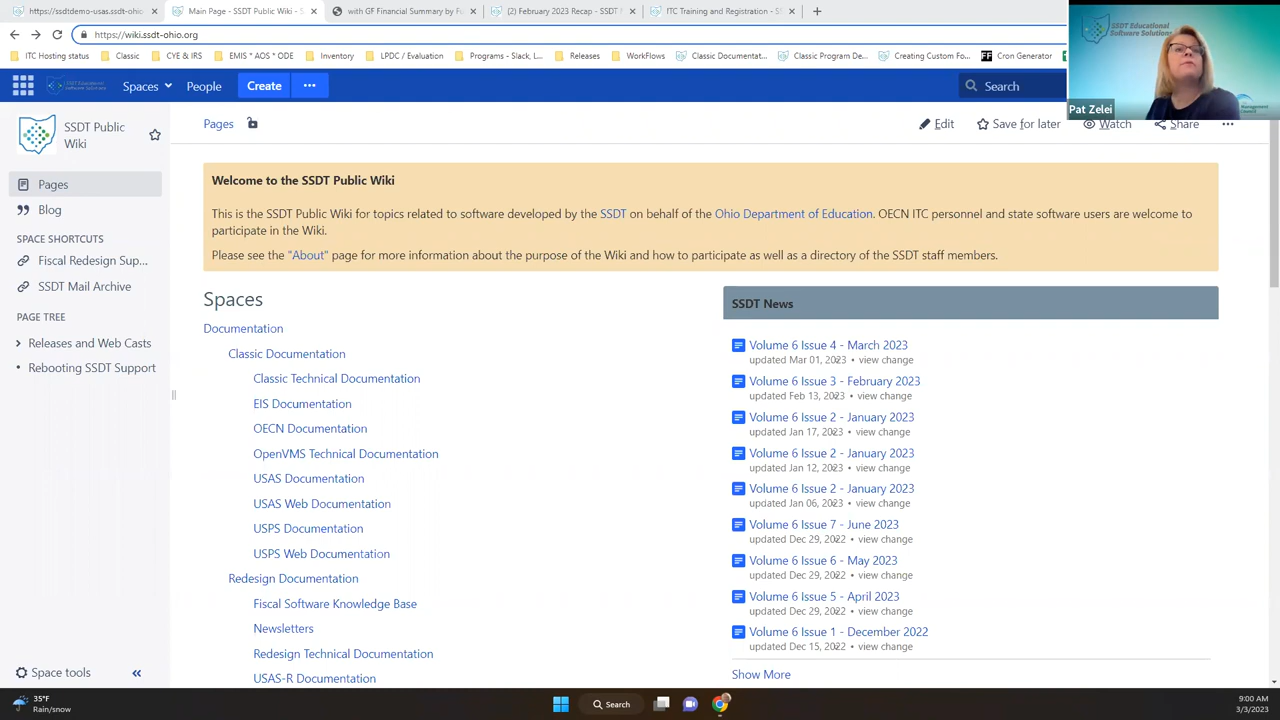 https://ssdtdemo-usas.ssdt-ohio
Main Page - SSDT Public Wiki -
with GF Financial Summary by Fu
(2) February 2023 Recap - SSDT
ITC Training and Registration - SS
https://wiki.ssdt-ohio.org
ITC Hosting status
Classic
CYE & IRS
EMIS * AOS * ODE
Inventory
LPDC / Evaluation
Programs - Slack, L...
Releases
WorkFlows
Classic Documentat...
Classic Program De...
Creating Custom Fo...
Cron Generator
SSDT Educational Software Solutions
Spaces
People
Create
Search
Pat Zelei
SSDT Public Wiki
Pages
Blog
SPACE SHORTCUTS
Fiscal Redesign Sup...
SSDT Mail Archive
PAGE TREE
Releases and Web Casts
Rebooting SSDT Support
Space tools
Pages
Edit
Save for later
Watch
Share
Welcome to the SSDT Public Wiki
This is the SSDT Public Wiki for topics related to software developed by the SSDT on behalf of the Ohio Department of Education. OECN ITC personnel and state software users are welcome to
participate in the Wiki.
Please see the "About" page for more information about the purpose of the Wiki and how to participate as well as a directory of the SSDT staff members.
Spaces
Documentation
Classic Documentation
Classic Technical Documentation
EIS Documentation
OECN Documentation
OpenVMS Technical Documentation
USAS Documentation
USAS Web Documentation
USPS Documentation
USPS Web Documentation
Redesign Documentation
Fiscal Software Knowledge Base
Newsletters
Redesign Technical Documentation
USAS-R Documentation
SSDT News
Volume 6 Issue 4 - March 2023
updated Mar 01, 2023 • view change
Volume 6 Issue 3 - February 2023
updated Feb 13, 2023 • view change
Volume 6 Issue 2 - January 2023
updated Jan 17, 2023 • view change
Volume 6 Issue 2 - January 2023
updated Jan 12, 2023 • view change
Volume 6 Issue 2 - January 2023
updated Jan 06, 2023 • view change
Volume 6 Issue 7 - June 2023
updated Dec 29, 2022 • view change
Volume 6 Issue 6 - May 2023
updated Dec 29, 2022 • view change
Volume 6 Issue 5 - April 2023
updated Dec 29, 2022 • view change
Volume 6 Issue 1 - December 2022
updated Dec 15, 2022 • view change
Show More
35°F
Rain/snow
Search
9:00 AM
3/3/2023